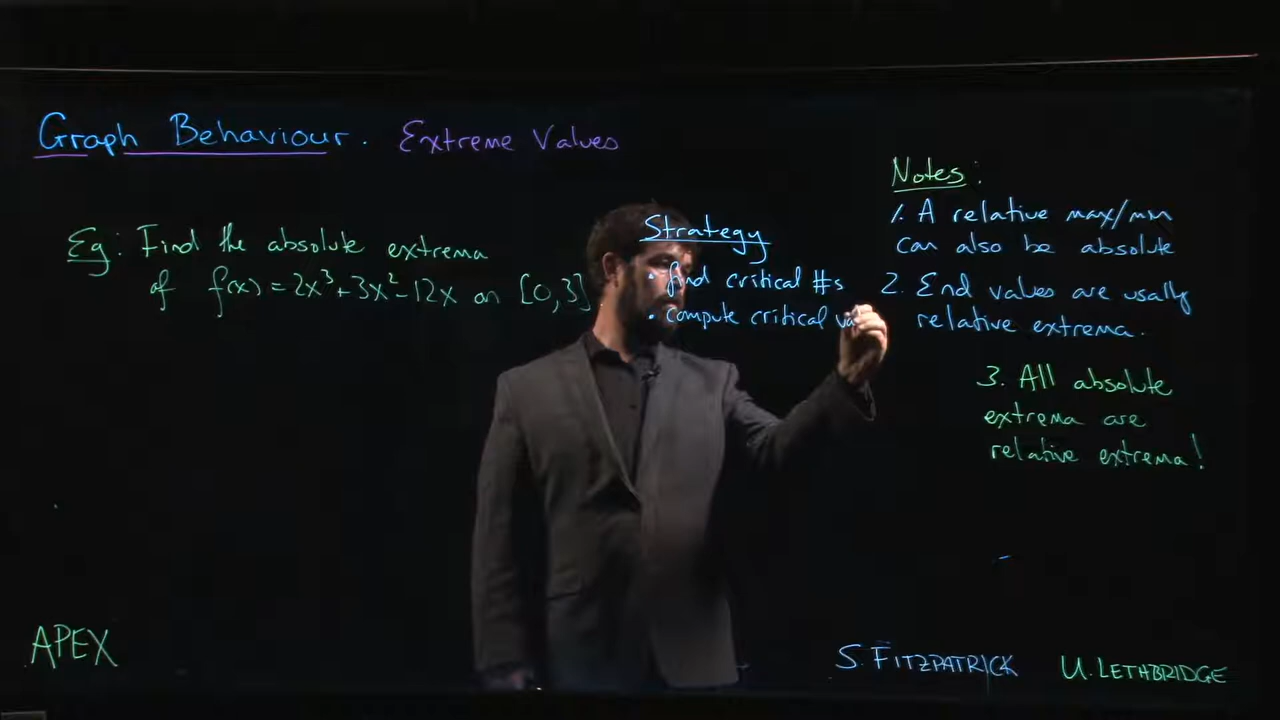 Graph Behaviour. Extreme Values
Eg: Find the absolute extrema
of f(x) = 2x³+3x²-12x on [0,3]
Strategy
• find critical #s
• compute critical va
Notes:
1. A relative max/min
can also be absolute
2. End values are usually
relative extrema.
3. All absolute
extrema are
relative extrema!
APEX
S. FITZPATRICK
U. LETHBRIDGE